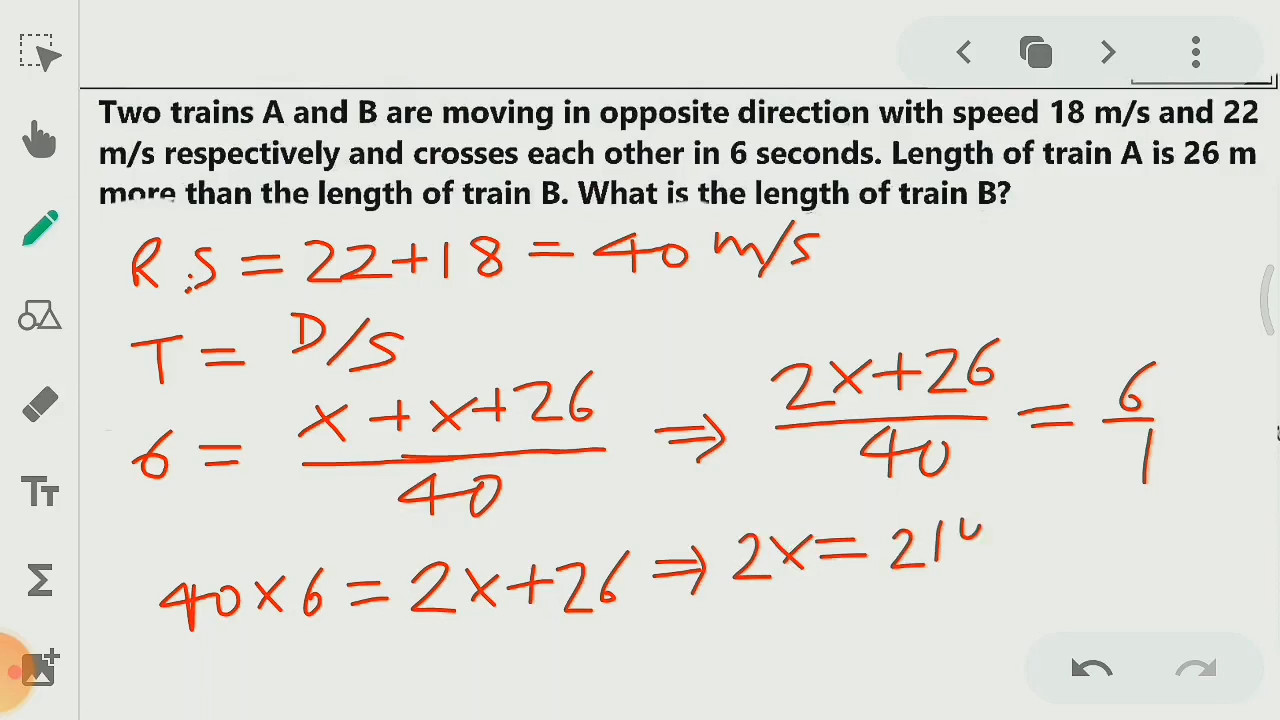 Two trains A and B are moving in opposite direction with speed 18 m/s and 22
m/s respectively and crosses each other in 6 seconds. Length of train A is 26 m
more than the length of train B. What is the length of train B?
R.S = 22+18 = 40 m/s
T = D/S
6 = x + x + 26 / 40 ⇒ 2x+26 / 40 = 6 / 1
40×6 = 2x+26 ⇒ 2x = 21
TT
Σ